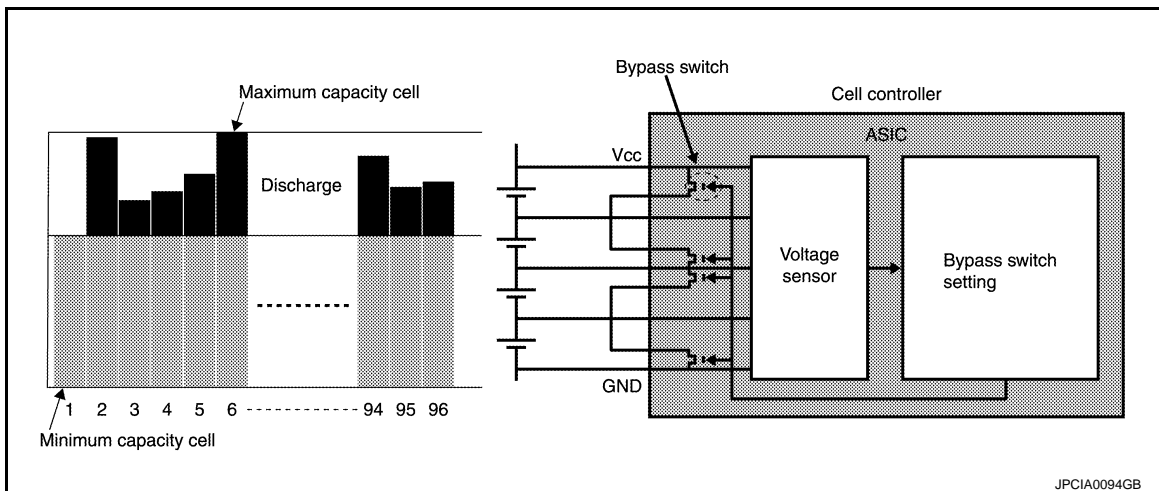 Maximum capacity cell
Discharge
1 2 3 4 5 6 94 95 96
Minimum capacity cell
Bypass switch
Cell controller
ASIC
Vcc
Voltage
sensor
Bypass switch
setting
GND
JPCIA0094GB